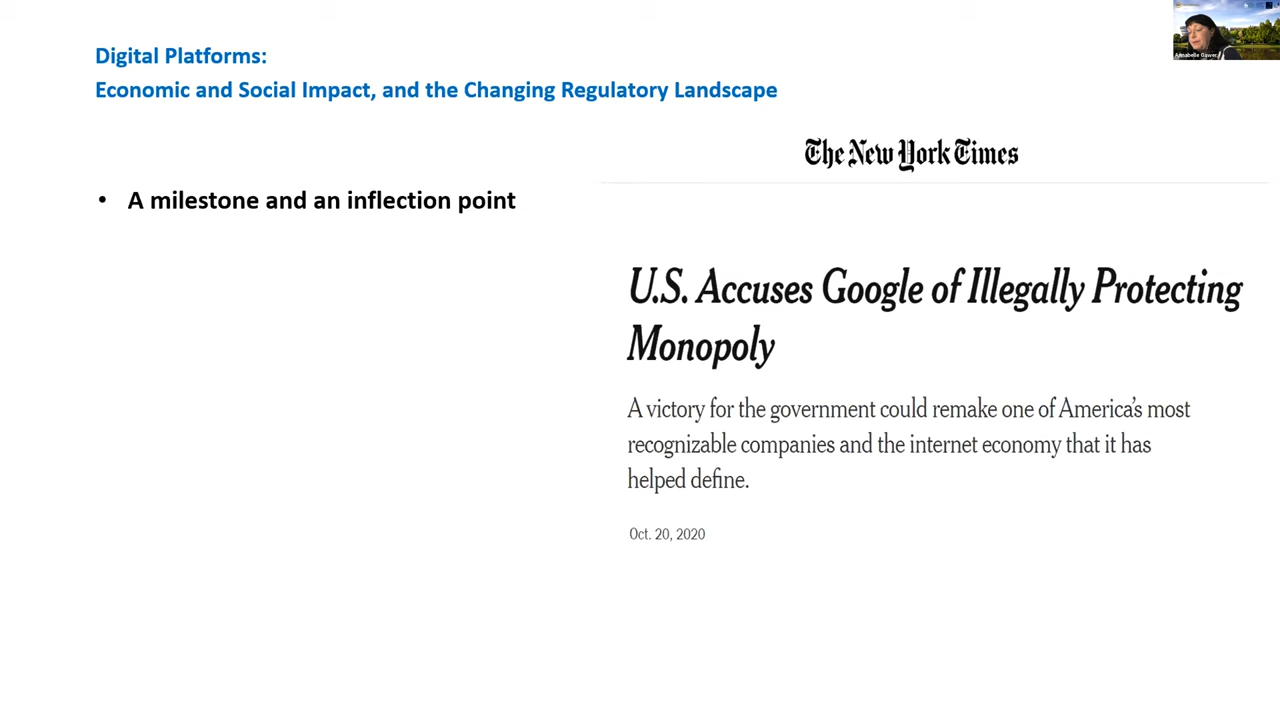 Digital Platforms:
Economic and Social Impact, and the Changing Regulatory Landscape
• A milestone and an inflection point
The New York Times
U.S. Accuses Google of Illegally Protecting
Monopoly
A victory for the government could remake one of America's most
recognizable companies and the internet economy that it has
helped define.
Oct. 20, 2020
Annabelle Gawer